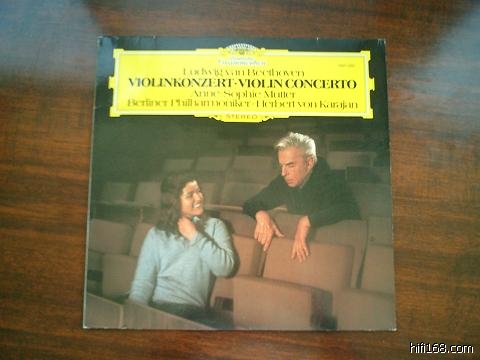 Ludwig van Beethoven
VIOLINKONZERT · VIOLIN CONCERTO
Anne-Sophie Mutter
Berliner Philharmoniker · Herbert von Karajan
STEREO
hifi168.com